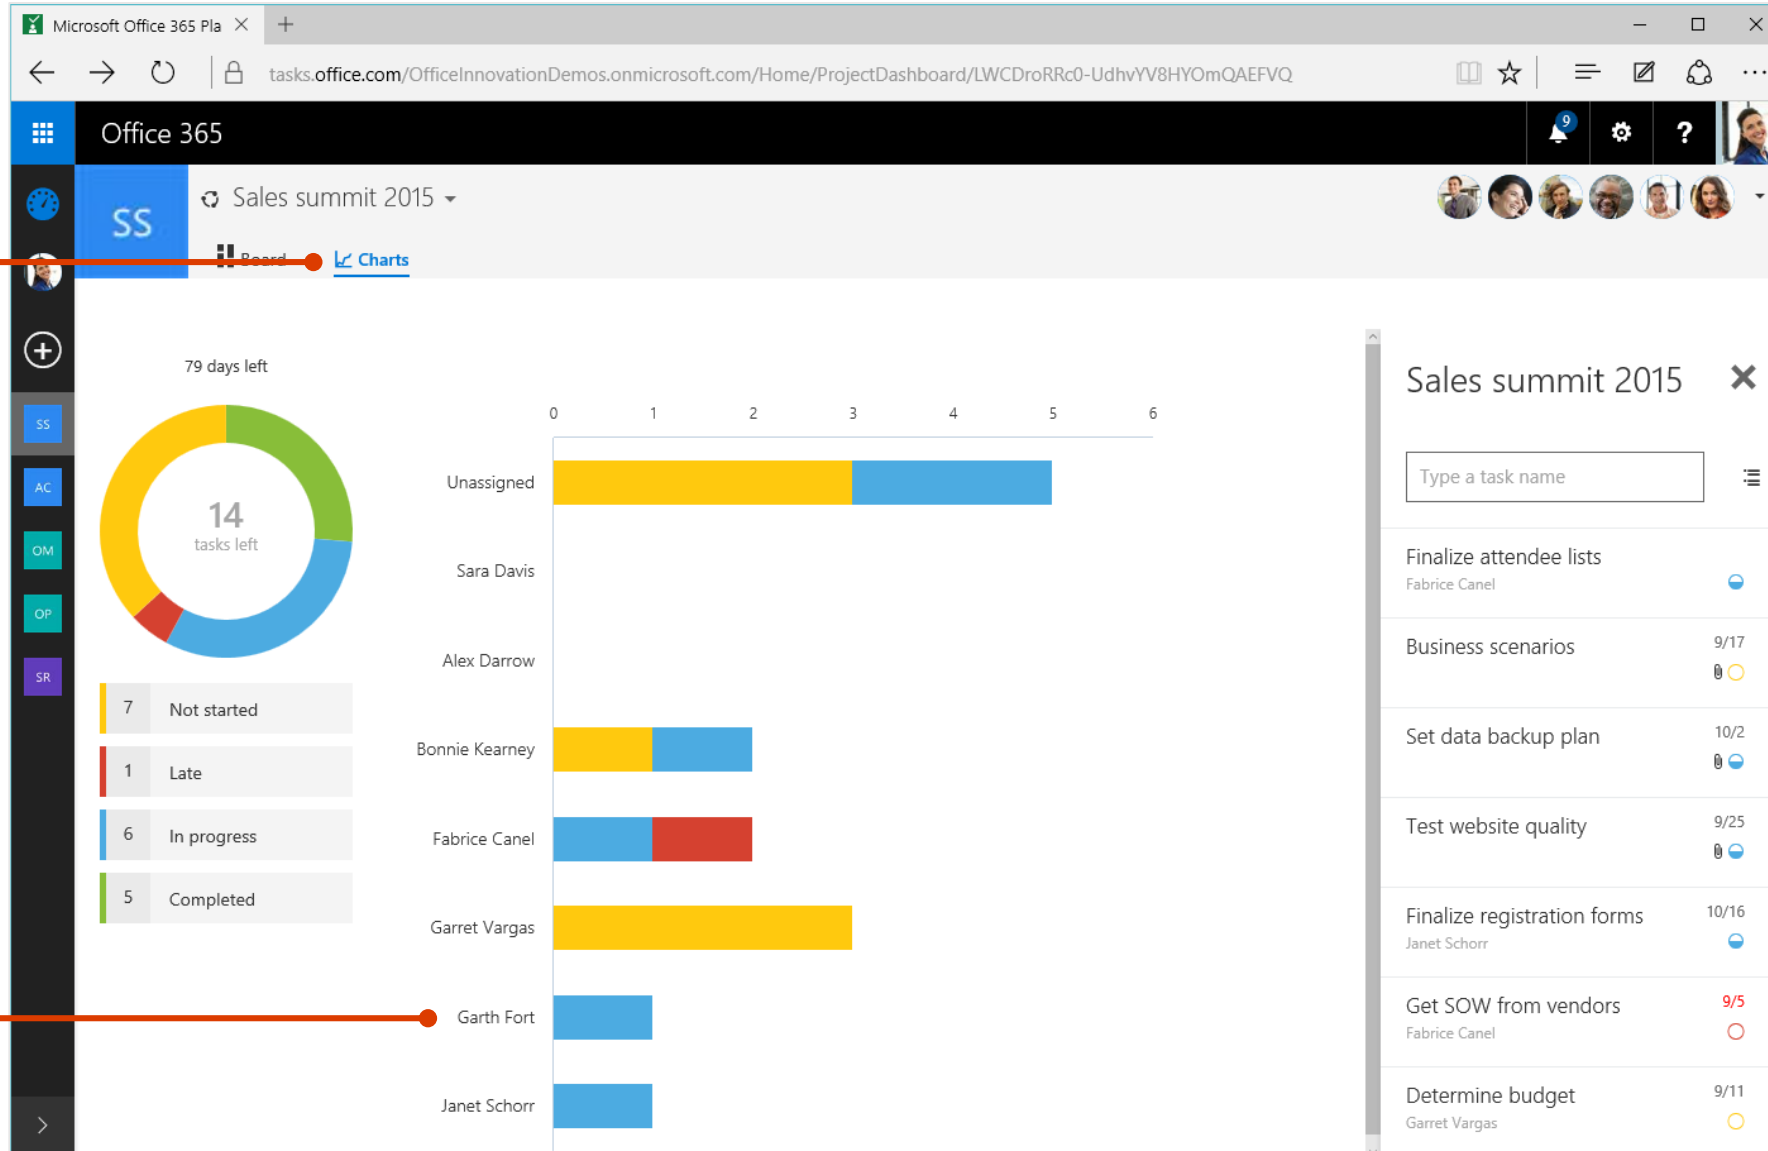 Microsoft Office 365 Pla
tasks.office.com/OfficeInnovationDemos.onmicrosoft.com/Home/ProjectDashboard/LWCDroRRc0-UdhvYV8HYOmQAEFVQ
Office 365
9
?
SS
Sales summit 2015
Board
Charts
SS
AC
OM
OP
SR
79 days left
14
tasks left
7 Not started
1 Late
6 In progress
5 Completed
0 1 2 3 4 5 6
Unassigned
Sara Davis
Alex Darrow
Bonnie Kearney
Fabrice Canel
Garret Vargas
Garth Fort
Janet Schorr
Sales summit 2015
Type a task name
Finalize attendee lists
Fabrice Canel
Business scenarios 9/17
Set data backup plan 10/2
Test website quality 9/25
Finalize registration forms 10/16
Janet Schorr
Get SOW from vendors 9/5
Fabrice Canel
Determine budget 9/11
Garret Vargas